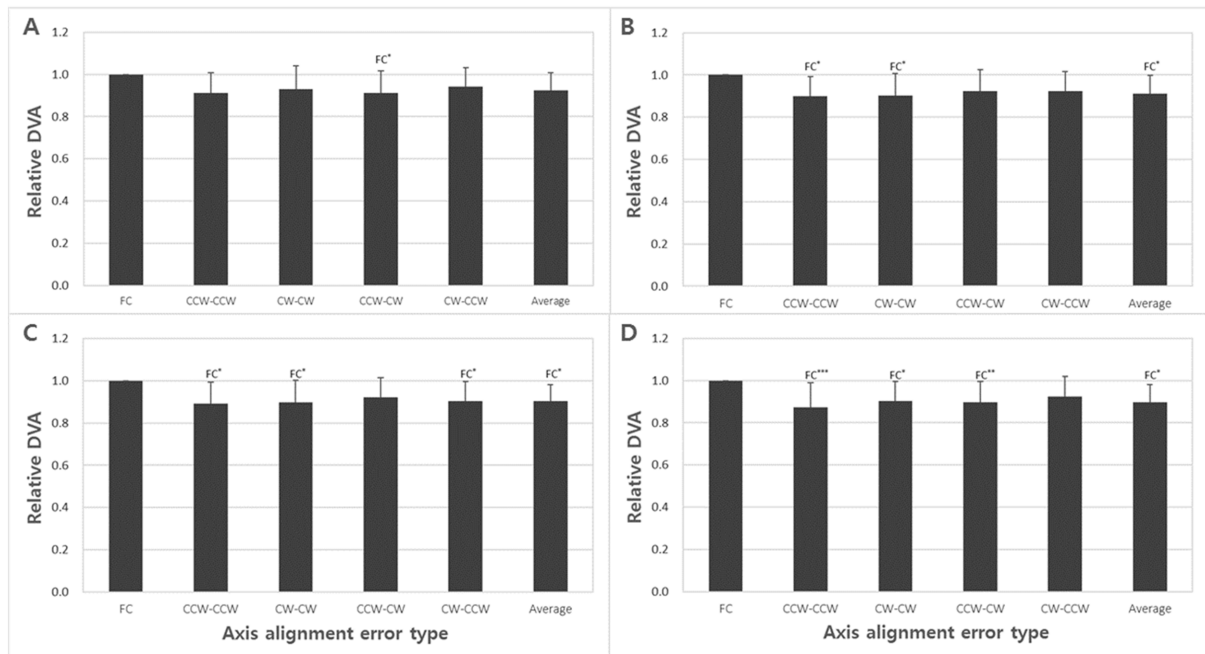 A
Relative DVA
1.2
1.0
0.8
0.6
0.4
0.2
0.0
FC*
FC CCW-CCW CW-CW CCW-CW CW-CCW Average
B
Relative DVA
1.2
1.0
0.8
0.6
0.4
0.2
0.0
FC* FC* FC*
FC CCW-CCW CW-CW CCW-CW CW-CCW Average
C
Relative DVA
1.2
1.0
0.8
0.6
0.4
0.2
0.0
FC* FC* FC* FC*
FC CCW-CCW CW-CW CCW-CW CW-CCW Average
Axis alignment error type
D
Relative DVA
1.2
1.0
0.8
0.6
0.4
0.2
0.0
FC*** FC* FC** FC*
FC CCW-CCW CW-CW CCW-CW CW-CCW Average
Axis alignment error type